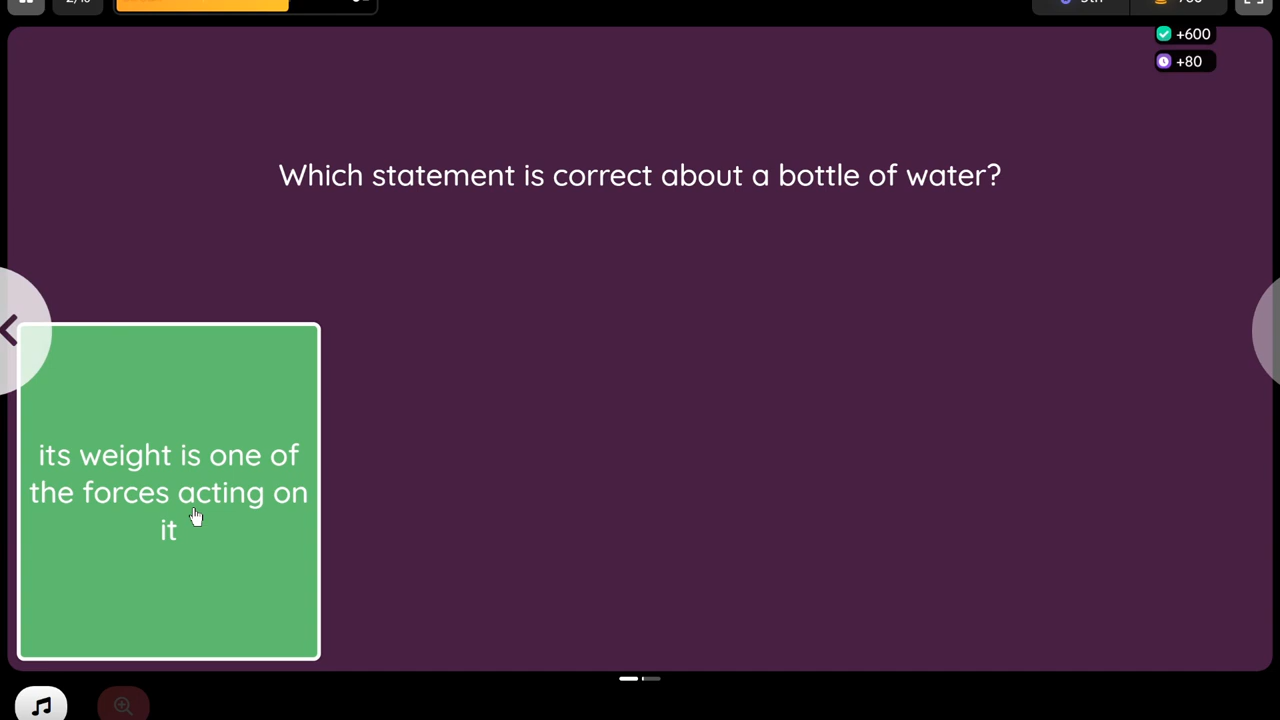 +600
+80
Which statement is correct about a bottle of water?
its weight is one of
the forces acting on
it